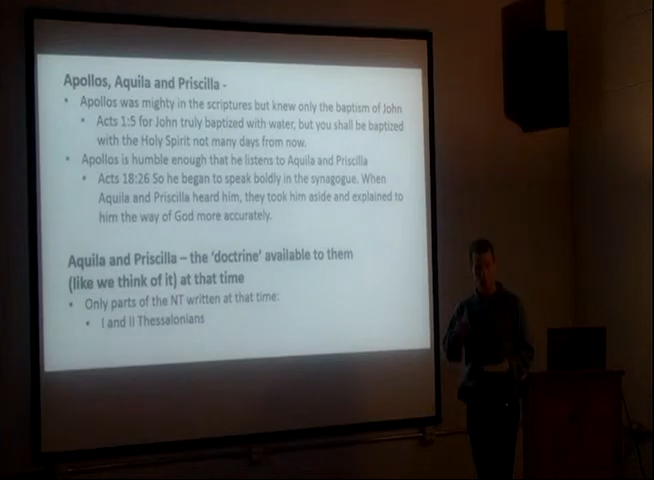 Apollos, Aquila and Priscilla -
• Apollos was mighty in the scriptures but knew only the baptism of John
• Acts 1:5 for John truly baptized with water, but you shall be baptized
with the Holy Spirit not many days from now.
• Apollos is humble enough that he listens to Aquila and Priscilla
• Acts 18:26 So he began to speak boldly in the synagogue. When
Aquila and Priscilla heard him, they took him aside and explained to
him the way of God more accurately.
Aquila and Priscilla – the ‘doctrine’ available to them
(like we think of it) at that time
• Only parts of the NT written at that time:
• I and II Thessalonians